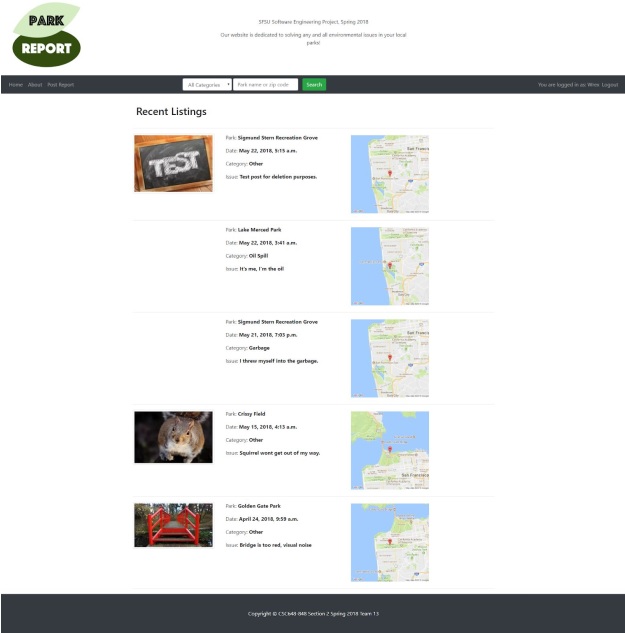 PARK
REPORT
SFSU Software Engineering Project, Spring 2018
Our website is dedicated to solving any and all environmental issues in your local
parks!
Home About Post Report
All Categories
Park name or zip code
Search
You are logged in as: Wren Logout
Recent Listings
TEST
Park: Sigmund Stern Recreation Grove
Date: May 22, 2018, 5:15 a.m.
Category: Other
Issue: Test post for deletion purposes.
San Francisco
Park: Lake Merced Park
Date: May 22, 2018, 3:41 a.m.
Category: Oil Spill
Issue: It's me, I'm the oil!
Park: Sigmund Stern Recreation Grove
Date: May 21, 2018, 7:03 p.m.
Category: Garbage
Issue: I threw myself into the garbage.
Park: Crissy Field
Date: May 15, 2018, 4:13 a.m.
Category: Other
Issue: Squirrel wont get out of my way.
San Francisco
Park: Golden Gate Park
Date: April 24, 2018, 9:59 a.m.
Category: Other
Issue: Bridge is too red, visual noise
Copyright © CSC648-848 Section 2 Spring 2018 Team 13